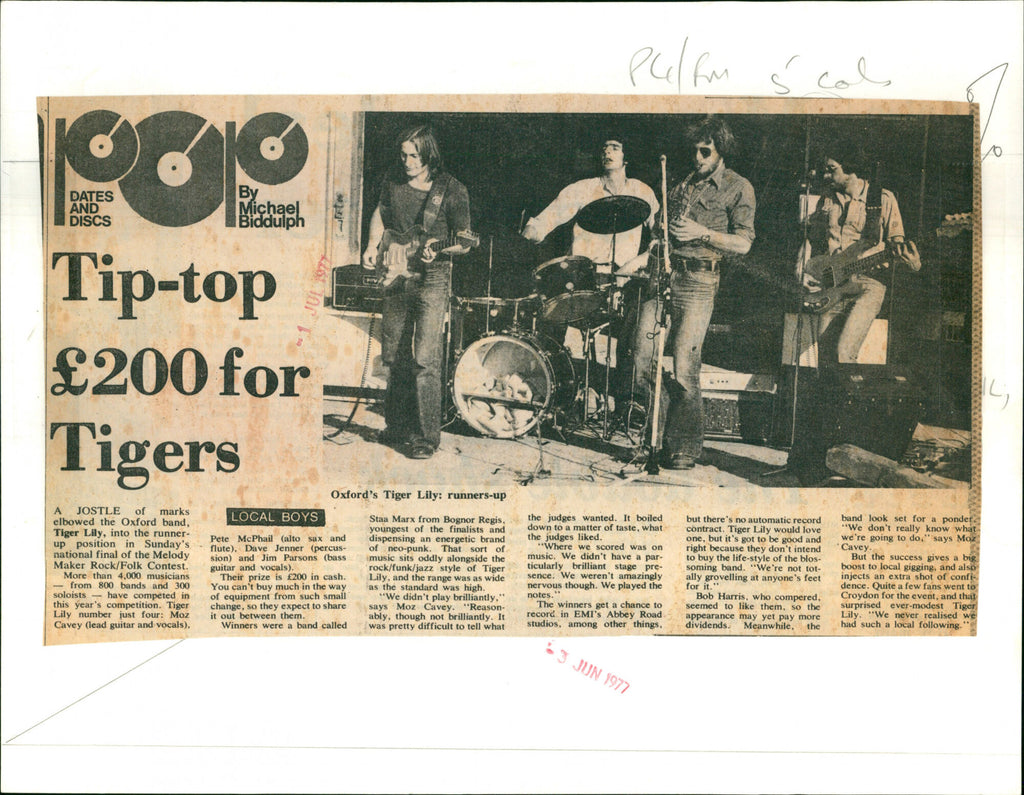 5 cols
DATES
AND
DISCS
By
Michael
Biddulph
Tip-top
£200 for
Tigers
1 JUL 1977
Oxford's Tiger Lily: runners-up
A JOSTLE of marks
elbowed the Oxford band,
Tiger Lily, into the runner-
up position in Sunday's
national final of the Melody
Maker Rock/Folk Contest.
More than 4,000 musicians
— from 800 bands and 300
soloists — have competed in
this year's competition. Tiger
Lily number just four: Moz
Cavey (lead guitar and vocals),
LOCAL BOYS
Pete McPhail (alto sax and
flute), Dave Jenner (percus-
sion) and Jim Parsons (bass
guitar and vocals).
Their prize is £200 in cash.
You can't buy much in the way
of equipment from such small
change, so they expect to share
it out between them.
Winners were a band called
Staa Marx from Bognor Regis,
youngest of the finalists and
dispensing an energetic brand
of neo-punk. That sort of
music sits oddly alongside the
rock/funk/jazz style of Tiger
Lily, and the range was as wide
as the standard was high.
"We didn't play brilliantly,"
says Moz Cavey. "Reason-
ably, though not brilliantly. It
was pretty difficult to tell what
the judges wanted. It boiled
down to a matter of taste, what
the judges liked.
"Where we scored was on
music. We didn't have a par-
ticularly brilliant stage pre-
sence. We weren't amazingly
nervous though. We played the
notes."
The winners get a chance to
record in EMI's Abbey Road
studios, among other things,
but there's no automatic record
contract. Tiger Lily would love
one, but it's got to be good and
right because they don't intend
to buy the life-style of the blos-
soming band. "We're not tot-
ally grovelling at anyone's feet
for it."
Bob Harris, who compered,
seemed to like them, so the
appearance may yet pay more
dividends. Meanwhile, the
band look set for a ponder.
"We don't really know what
we're going to do," says Moz
Cavey.
But the success gives a big
boost to local gigging, and also
injects an extra shot of confi-
dence. Quite a few fans went to
Croydon for the event, and that
surprised ever-modest Tiger
Lily. "We never realised we
had such a local following."
3 JUN 1977